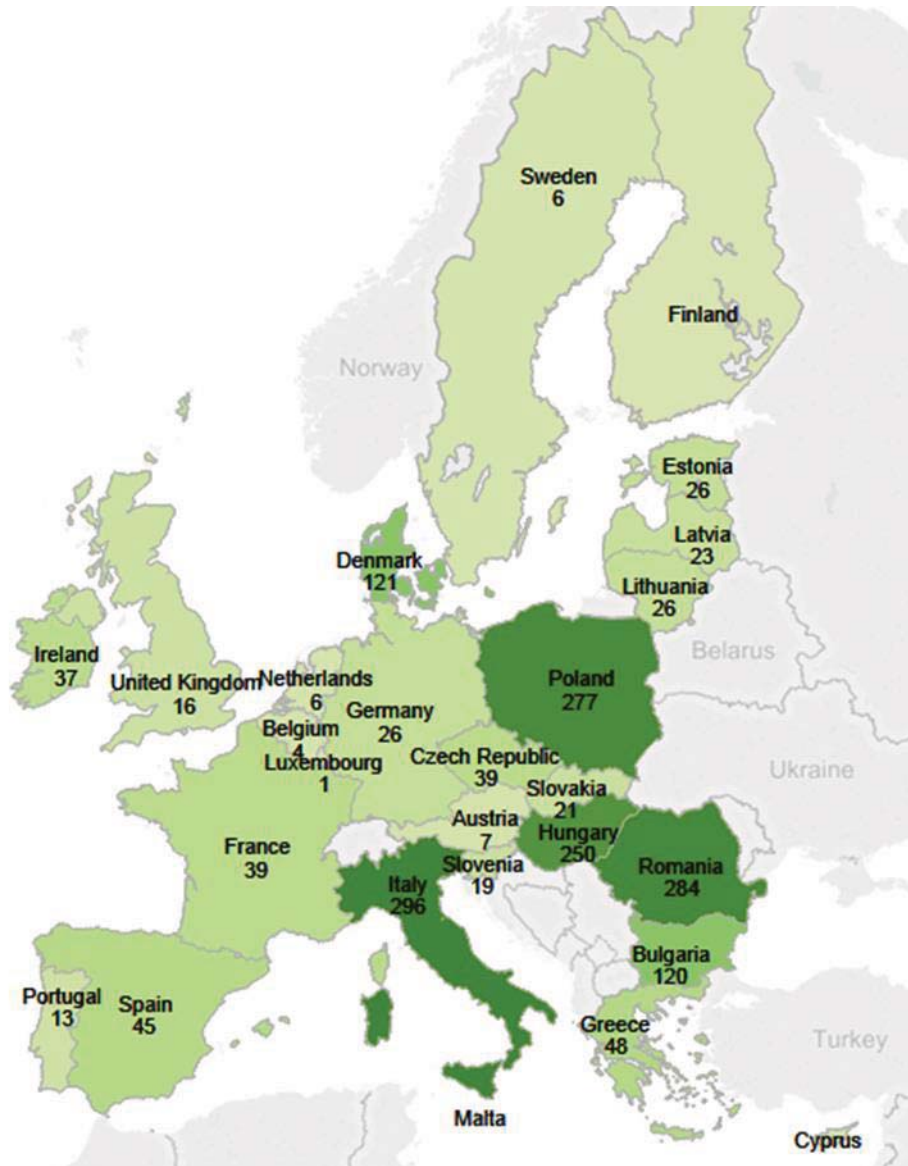 Sweden
6
Finland
Norway
Estonia
26
Latvia
23
Denmark
121
Lithuania
26
Belarus
Ireland
37
United Kingdom
16
Netherlands
6
Poland
277
Germany
26
Belgium
4
Luxembourg
1
Czech Republic
39
Ukraine
Slovakia
21
Austria
7
Hungary
250
France
39
Slovenia
19
Romania
284
Italy
296
Bulgaria
120
Portugal
13
Spain
45
Greece
48
Turkey
Malta
Cyprus